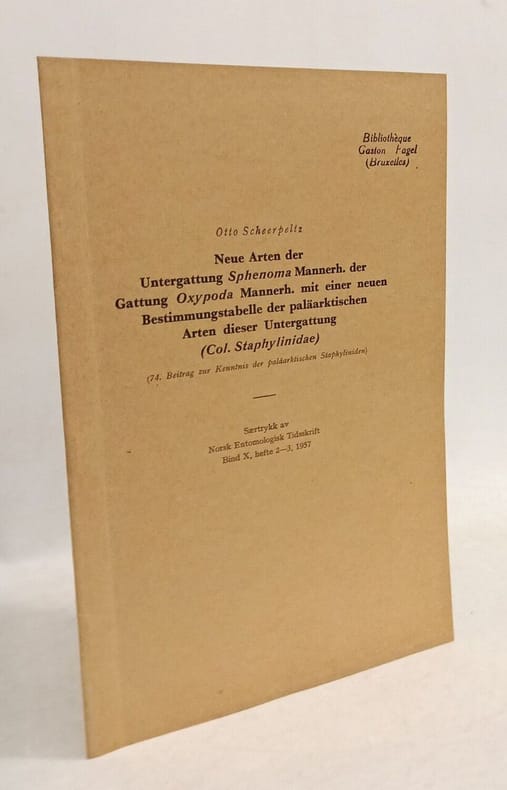 Bibliothèque
Gaston Fagel
(Bruxelles)
Otto Scheerpeltz
Neue Arten der
Untergattung Sphenoma Mannerh. der
Gattung Oxypoda Mannerh. mit einer neuen
Bestimmungstabelle der paläarktischen
Arten dieser Untergattung
(Col. Staphylinidae)
(74. Beitrag zur Kenntnis der paläarktischen Staphyliniden)
Særtrykk av
Norsk Entomologisk Tidsskrift
Bind X, hefte 2—3, 1957